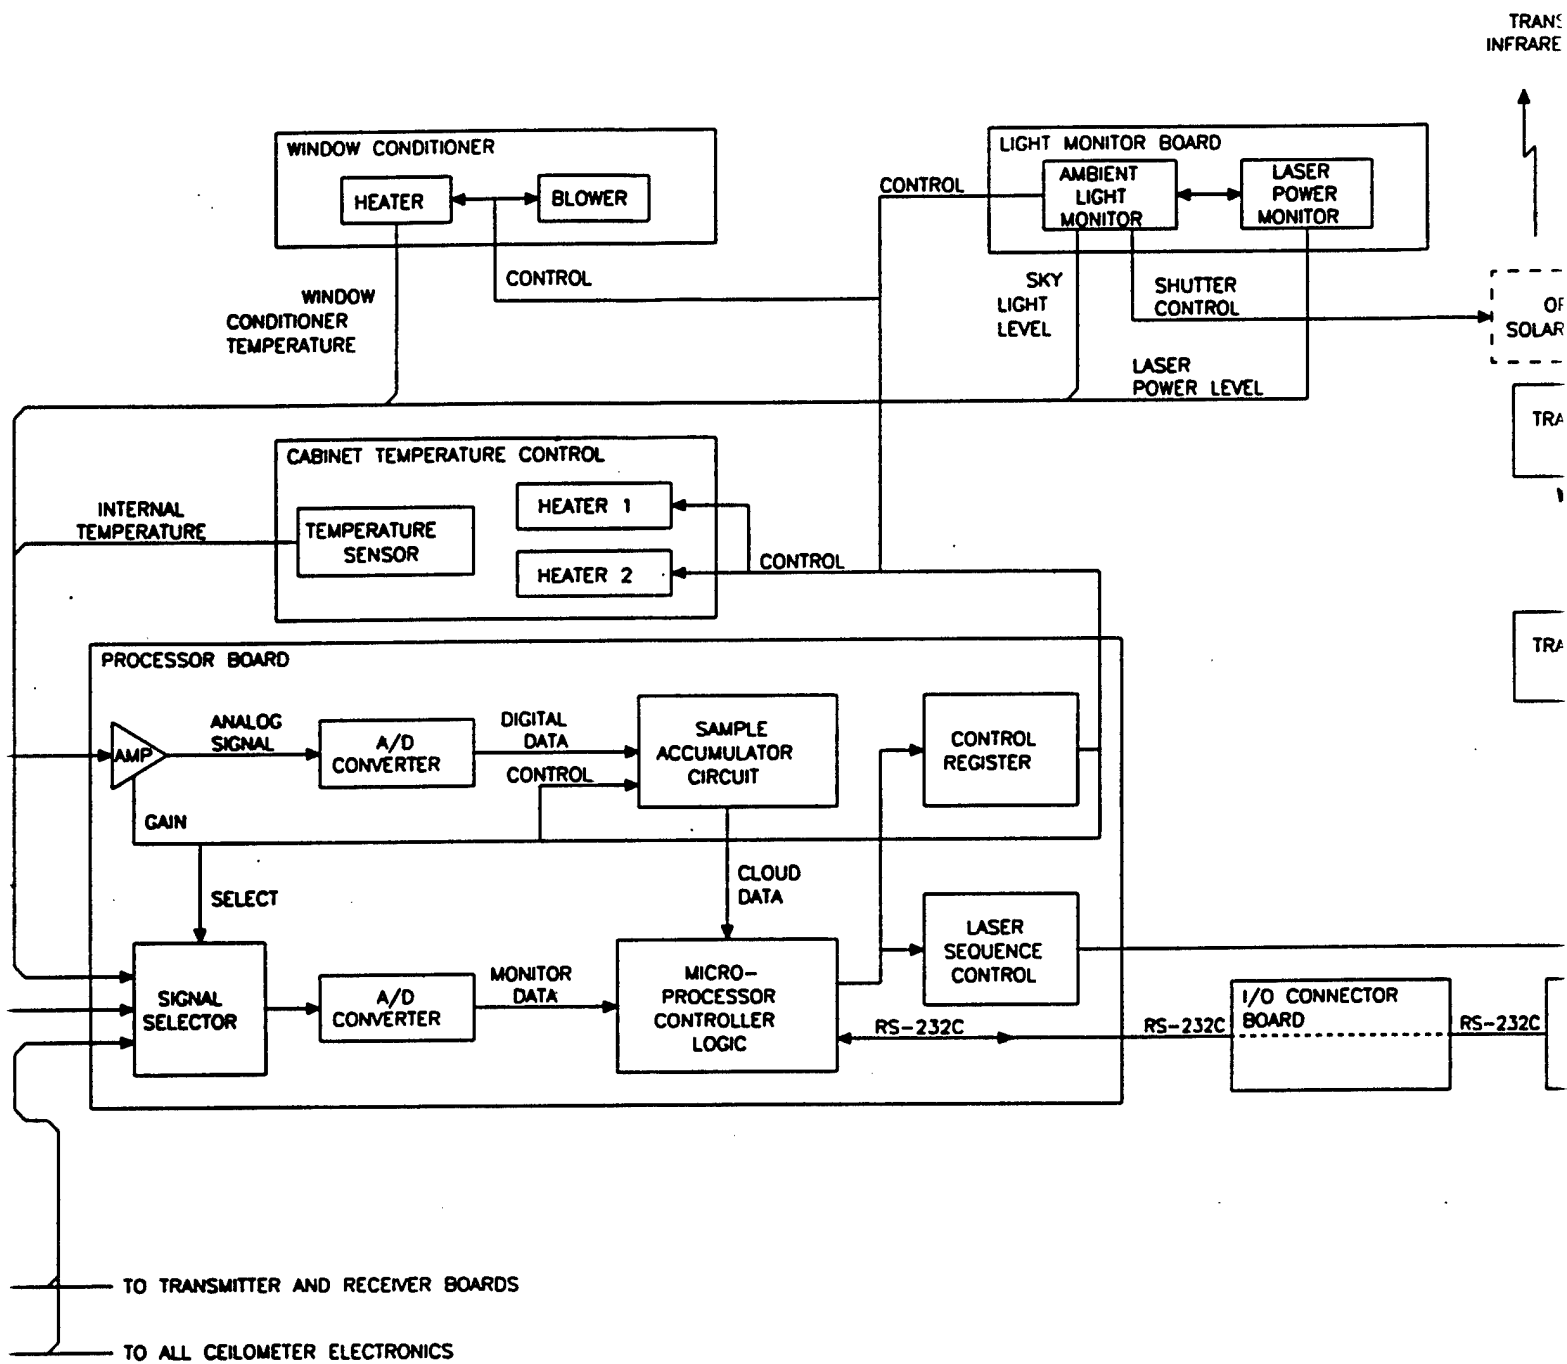 TRANS
INFRARE
WINDOW CONDITIONER
HEATER
BLOWER
LIGHT MONITOR BOARD
AMBIENT
LIGHT
MONITOR
LASER
POWER
MONITOR
CONTROL
CONTROL
WINDOW
CONDITIONER
TEMPERATURE
SKY
LIGHT
LEVEL
SHUTTER
CONTROL
SOLAR
LASER
POWER LEVEL
TRA
CABINET TEMPERATURE CONTROL
HEATER 1
INTERNAL
TEMPERATURE
TEMPERATURE
SENSOR
HEATER 2
CONTROL
TRA
PROCESSOR BOARD
AMP
ANALOG
SIGNAL
A/D
CONVERTER
DIGITAL
DATA
CONTROL
SAMPLE
ACCUMULATOR
CIRCUIT
CONTROL
REGISTER
GAIN
SELECT
CLOUD
DATA
LASER
SEQUENCE
CONTROL
SIGNAL
SELECTOR
A/D
CONVERTER
MONITOR
DATA
MICRO-
PROCESSOR
CONTROLLER
LOGIC
RS-232C
RS-232C
I/O CONNECTOR
BOARD
RS-232C
TO TRANSMITTER AND RECEIVER BOARDS
TO ALL CEILOMETER ELECTRONICS